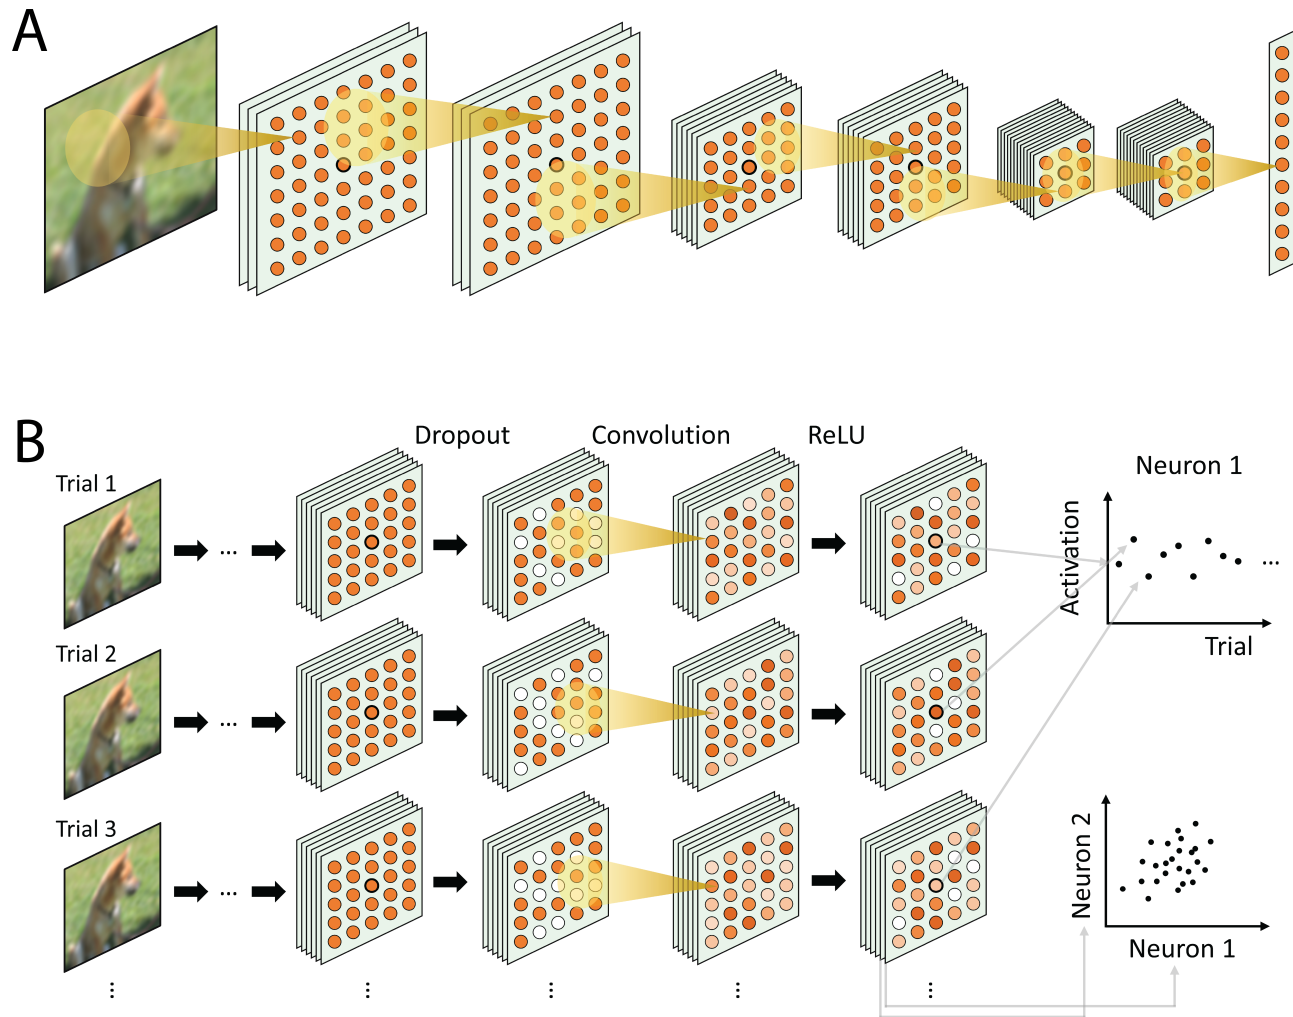 A
B
Dropout
Convolution
ReLU
Trial 1
...
Neuron 1
Activation
...
Trial
Trial 2
...
Trial 3
...
Neuron 2
Neuron 1